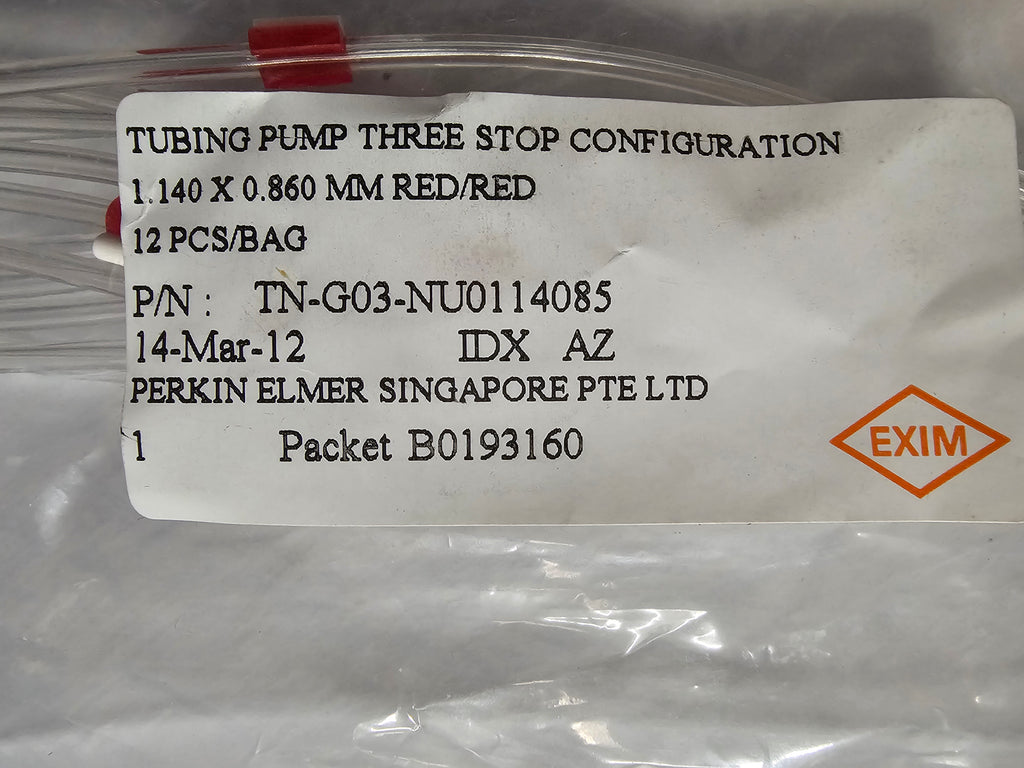 TUBING PUMP THREE STOP CONFIGURATION
1.140 X 0.860 MM RED/RED
12 PCS/BAG
P/N : TN-G03-NU0114085
14-Mar-12 IDX AZ
PERKIN ELMER SINGAPORE PTE LTD
1 Packet B0193160
EXIM